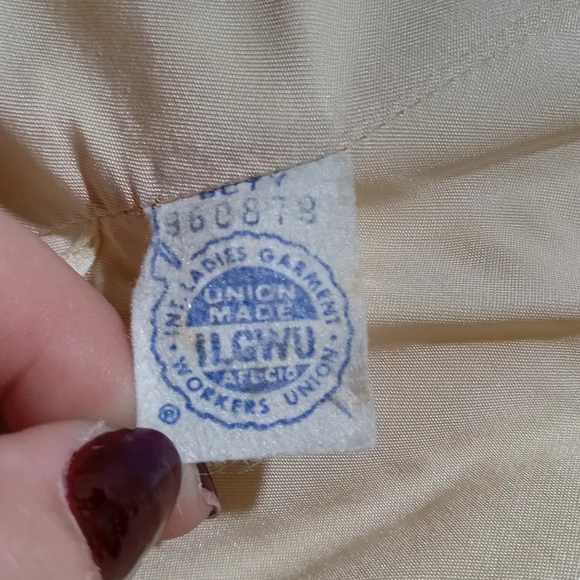 960879
INT. LADIES GARMENT
UNION
MADE
ILGWU
AFL-CIO
WORKERS UNION
®